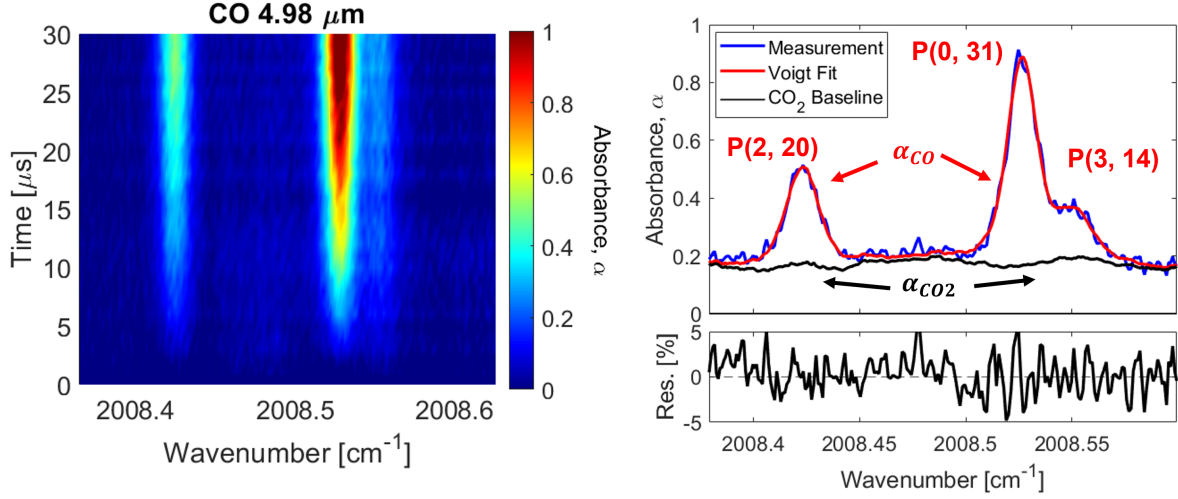 CO 4.98 μm
30
25
20
15
10
5
0
Time [μs]
2008.4
2008.5
2008.6
Wavenumber [cm⁻¹]
1
0.8
0.6
0.4
0.2
0
Absorbance, α
1
0.8
0.6
0.4
0.2
0
Absorbance, α
Measurement
Voigt Fit
CO₂ Baseline
P(0, 31)
P(2, 20)
α_CO
P(3, 14)
α_CO2
5
0
-5
Res. [%]
2008.4
2008.45
2008.5
2008.55
Wavenumber [cm⁻¹]